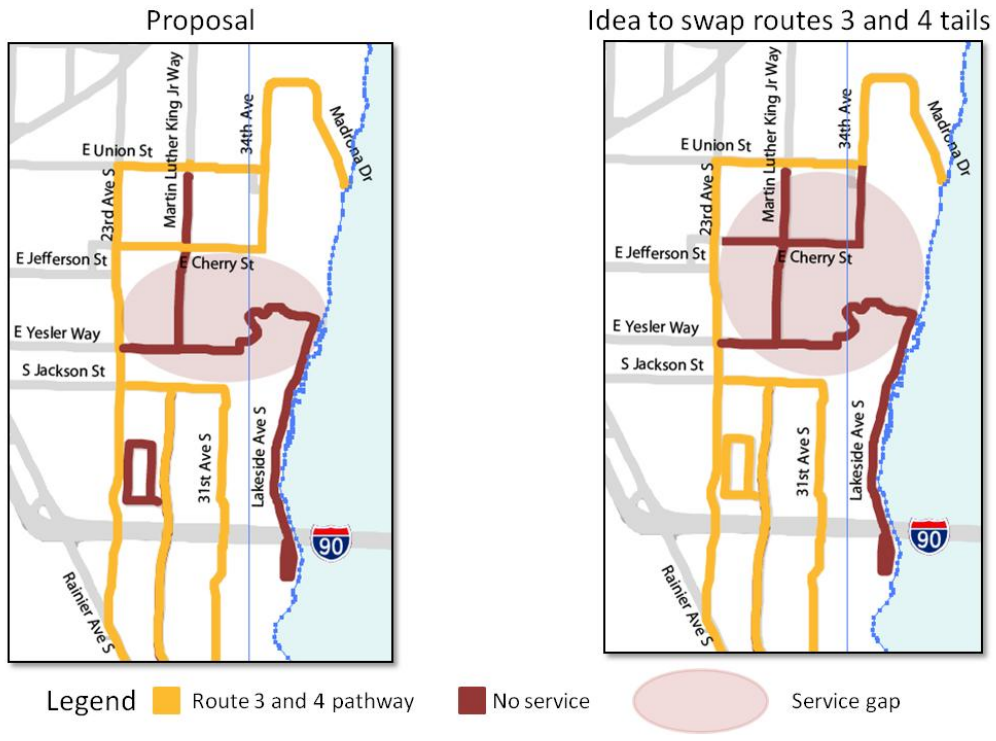 Proposal
Idea to swap routes 3 and 4 tails
Martin Luther King Jr Way
34th Ave
Madrona Dr
E Union St
23rd Ave S
E Jefferson St
E Cherry St
E Yesler Way
S Jackson St
31st Ave S
Lakeside Ave S
90
Rainier Ave S
Martin Luther King Jr Way
34th Ave
Madrona Dr
E Union St
23rd Ave S
E Jefferson St
E Cherry St
E Yesler Way
S Jackson St
31st Ave S
Lakeside Ave S
90
Rainier Ave S
Legend
Route 3 and 4 pathway
No service
Service gap